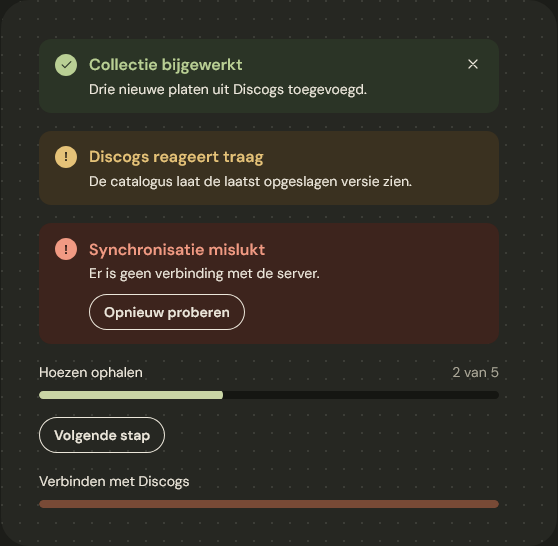 Collectie bijgewerkt
Drie nieuwe platen uit Discogs toegevoegd.
Discogs reageert traag
De catalogus laat de laatst opgeslagen versie zien.
Synchronisatie mislukt
Er is geen verbinding met de server.
Opnieuw proberen
Hoezen ophalen 2 van 5
Volgende stap
Verbinden met Discogs